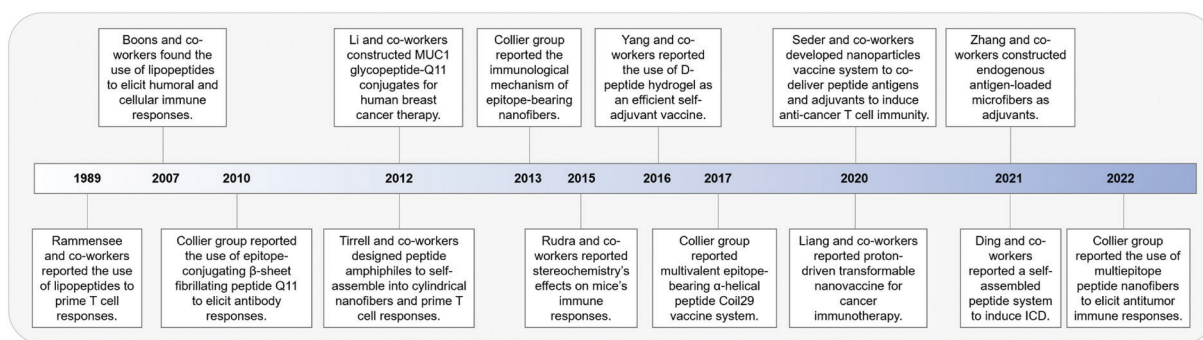 Boons and co-
workers found the
use of lipopeptides
to elicit humoral and
cellular immune
responses.
Li and co-workers
constructed MUC1
glycopeptide-Q11
conjugates for
human breast
cancer therapy.
Collier group
reported the
immunological
mechanism of
epitope-bearing
nanofibers.
Yang and co-
workers reported
the use of D-
peptide hydrogel as
an efficient self-
adjuvant vaccine.
Seder and co-workers
developed nanoparticles
vaccine system to co-
deliver peptide antigens
and adjuvants to induce
anti-cancer T cell immunity.
Zhang and co-
workers constructed
endogenous
antigen-loaded
microfibers as
adjuvants.
1989 2007 2010 2012 2013 2015 2016 2017 2020 2021 2022
Rammensee
and co-workers
reported the use
of lipopeptides to
prime T cell
responses.
Collier group reported
the use of epitope-
conjugating β-sheet
fibrillating peptide Q11
to elicit antibody
responses.
Tirrell and co-workers
designed peptide
amphiphiles to self-
assemble into cylindrical
nanofibers and prime T
cell responses.
Rudra and co-
workers reported
stereochemistry's
effects on mice's
immune
responses.
Collier group
reported
multivalent epitope-
bearing α-helical
peptide Coil29
vaccine system.
Liang and co-workers
reported proton-
driven transformable
nanovaccine for
cancer
immunotherapy.
Ding and co-
workers
reported a self-
assembled
peptide system
to induce ICD.
Collier group
reported the use of
multiepitope
peptide nanofibers
to elicit antitumor
immune responses.